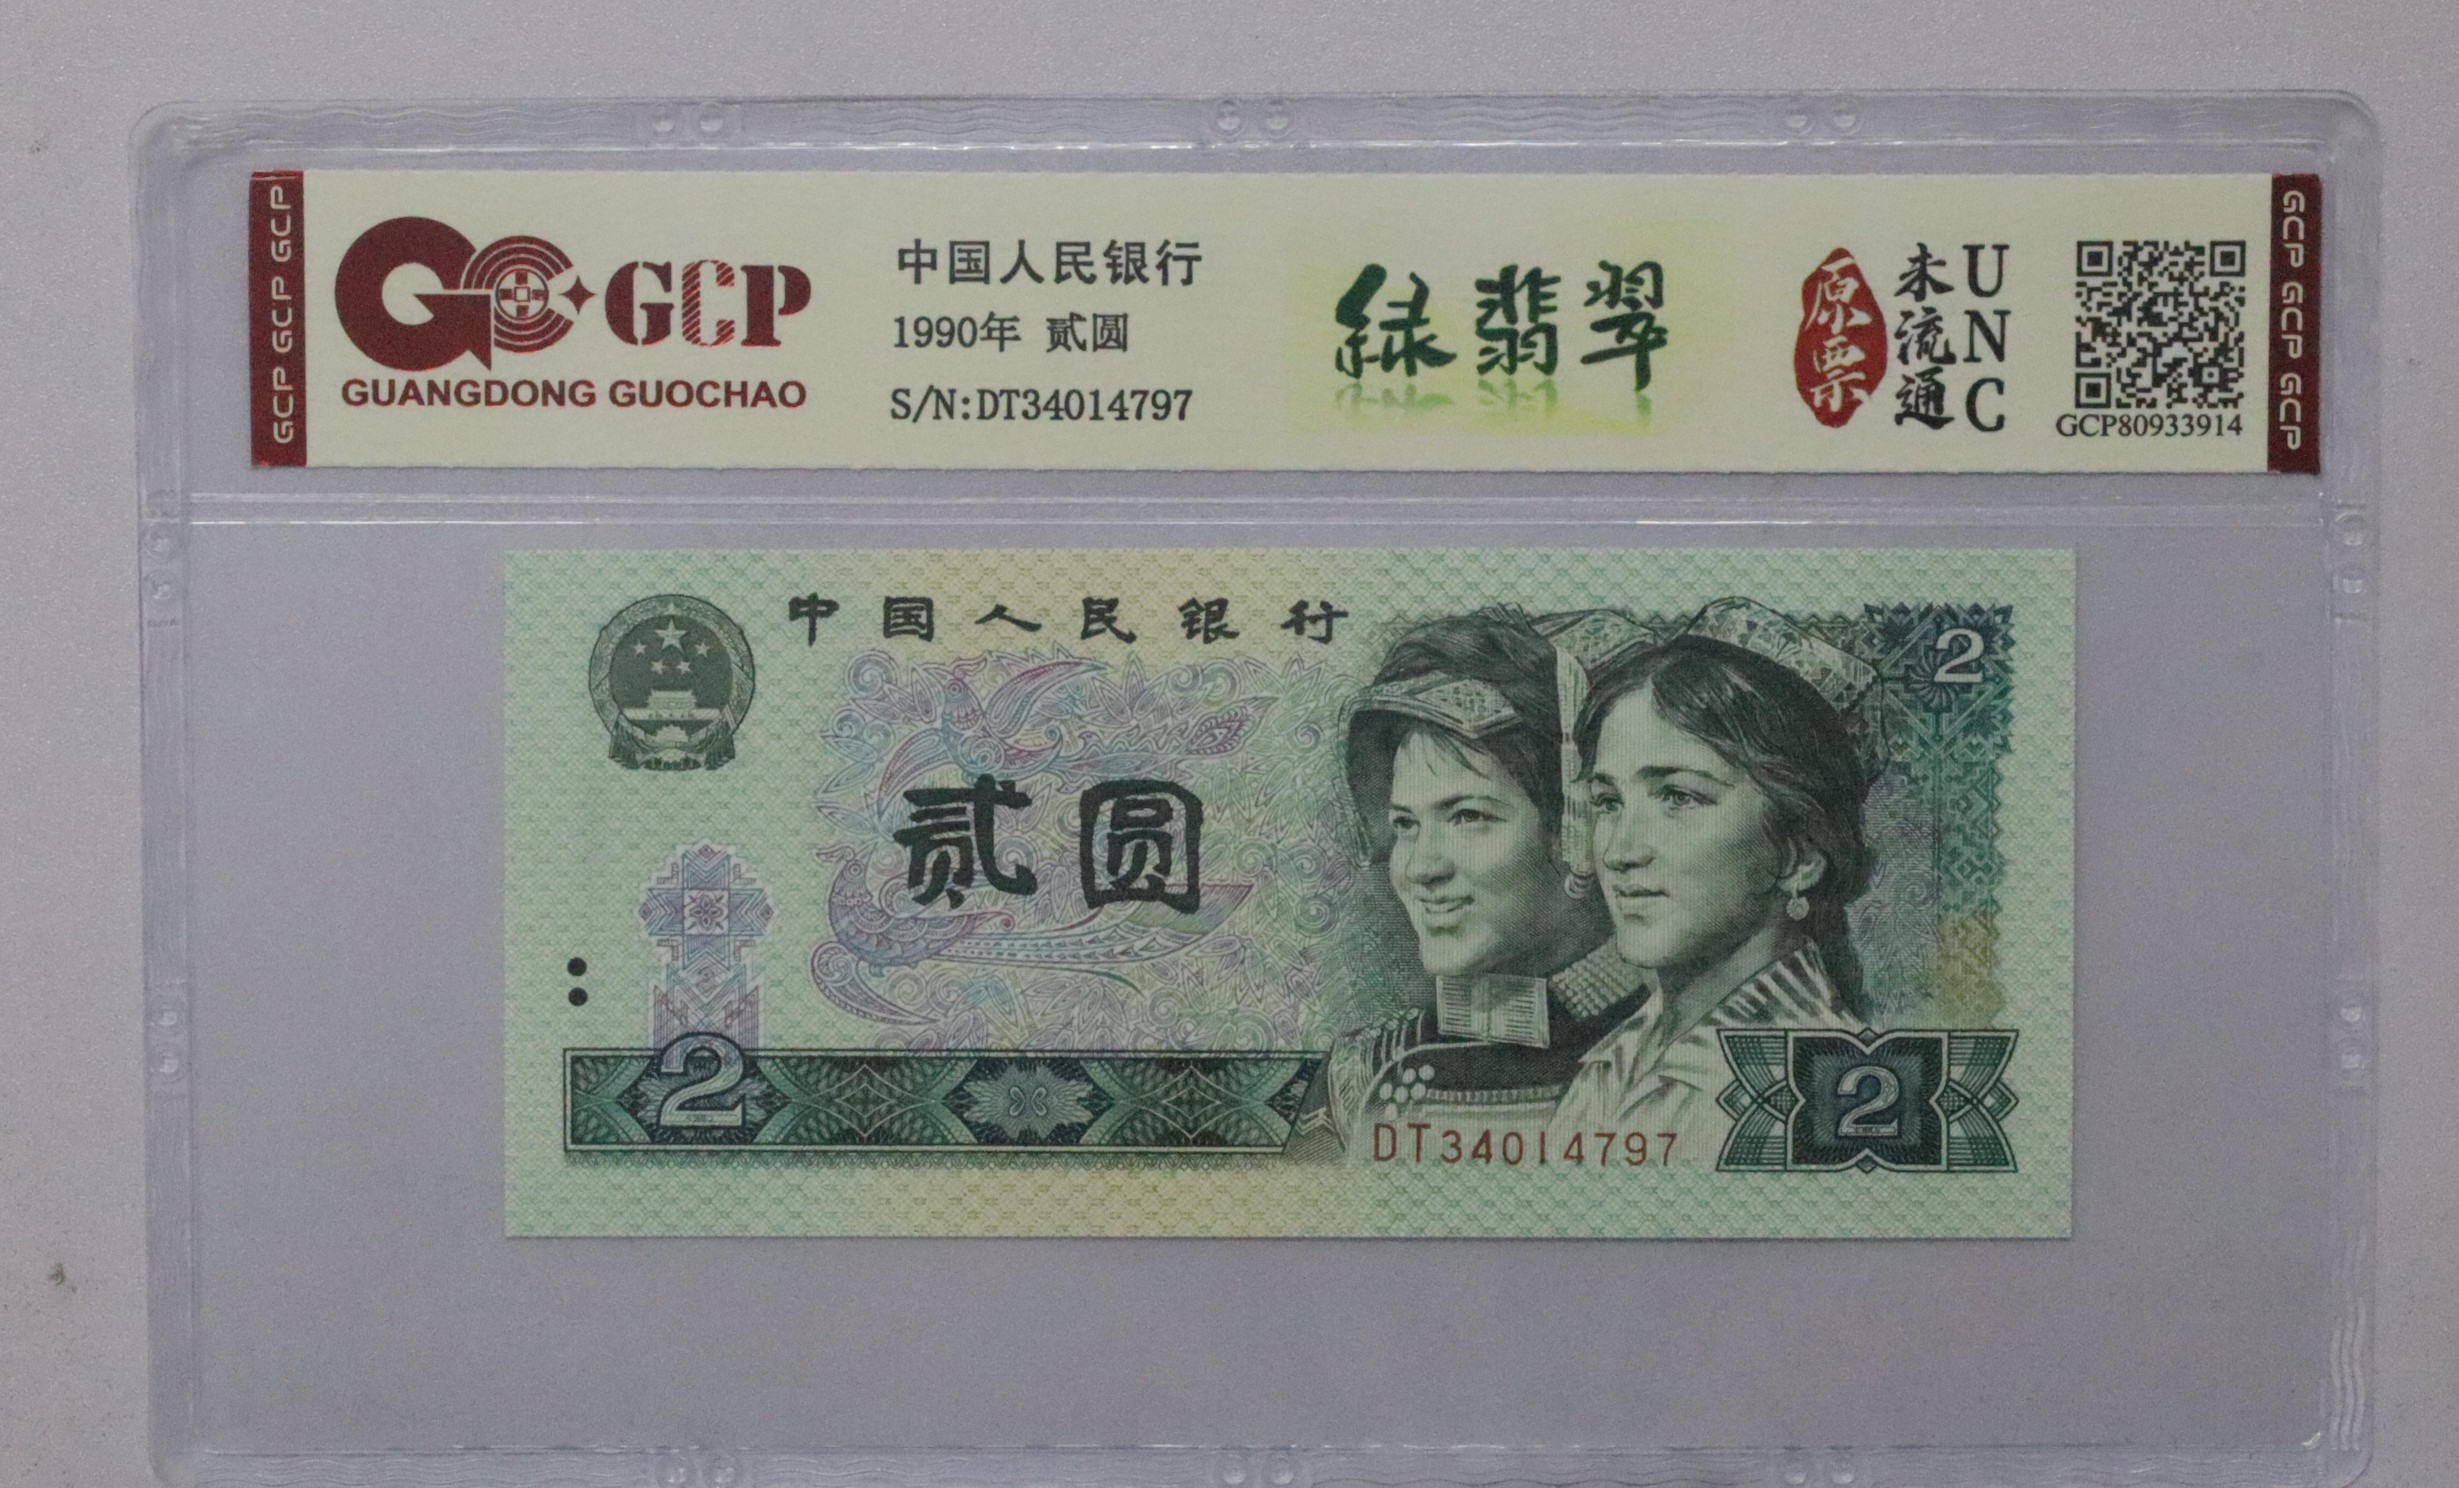 GCP GCP GCP
GCP
GUANGDONG GUOCHAO
中国人民银行
1990年 贰圆
S/N:DT34014797
绿翡翠
原票
未流通
UNC
GCP80933914
GCP GCP GCP
中国人民银行
2
贰圆
2
DT34014797
2